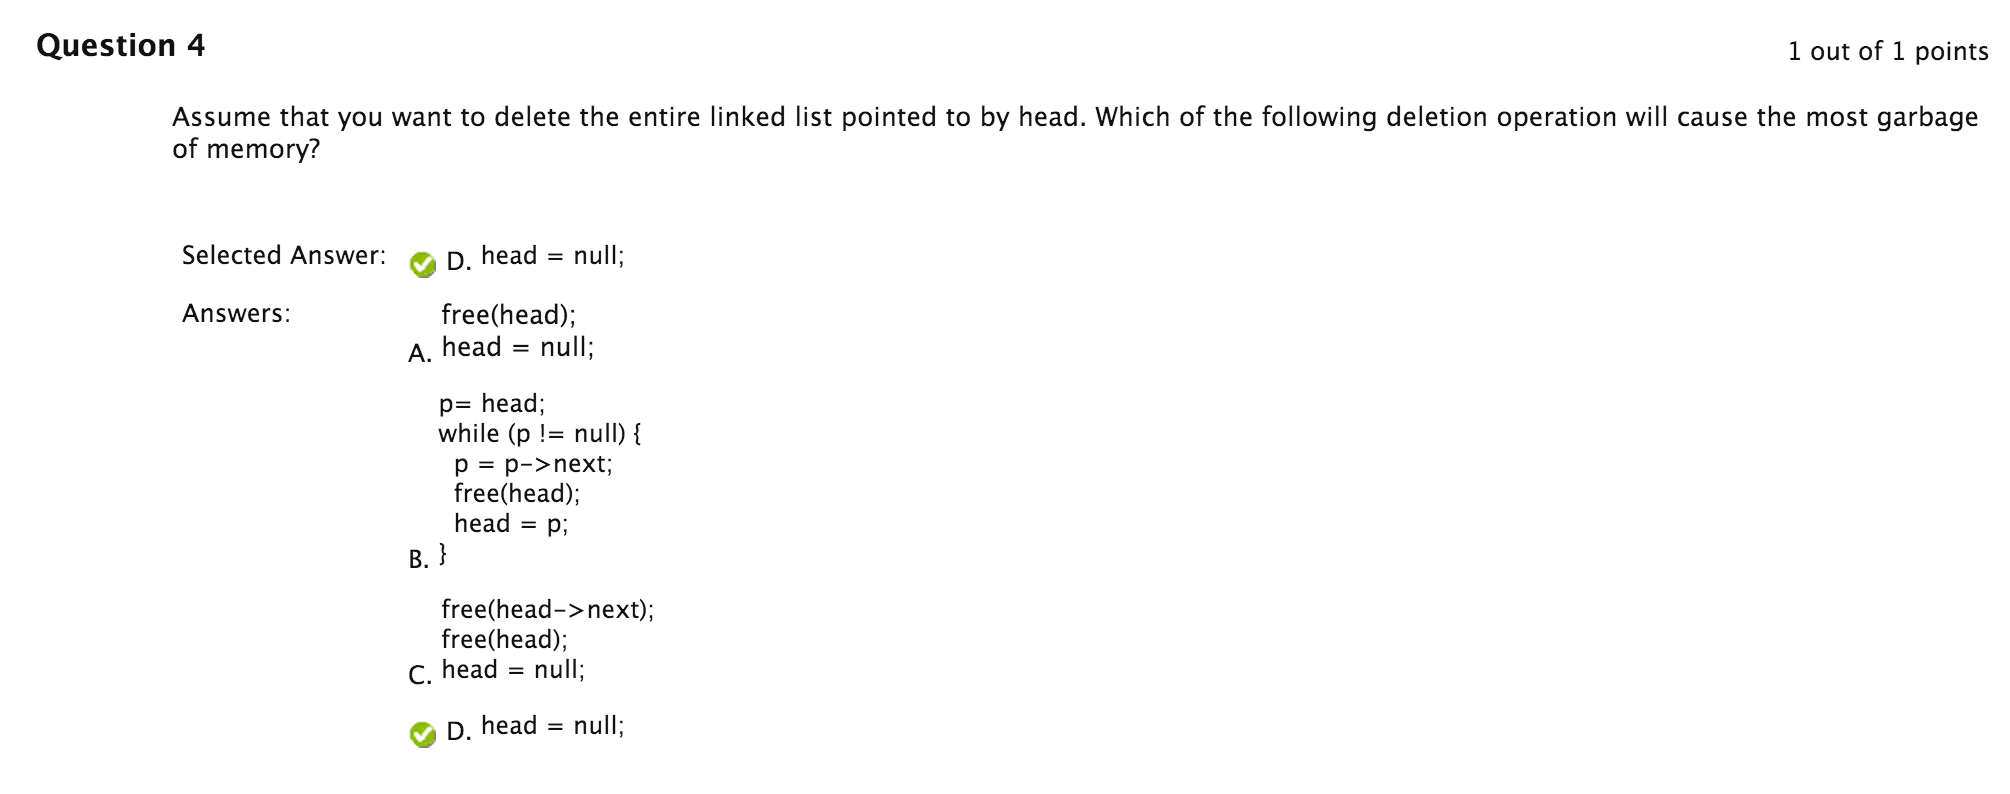 Question 4
1 out of 1 points
Assume that you want to delete the entire linked list pointed to by head. Which of the following deletion operation will cause the most garbage
of memory?
Selected Answer: D. head = null;
Answers:
free(head);
A. head = null;
p= head;
while (p != null) {
p = p->next;
free(head);
head = p;
B. }
free(head->next);
free(head);
C. head = null;
D. head = null;